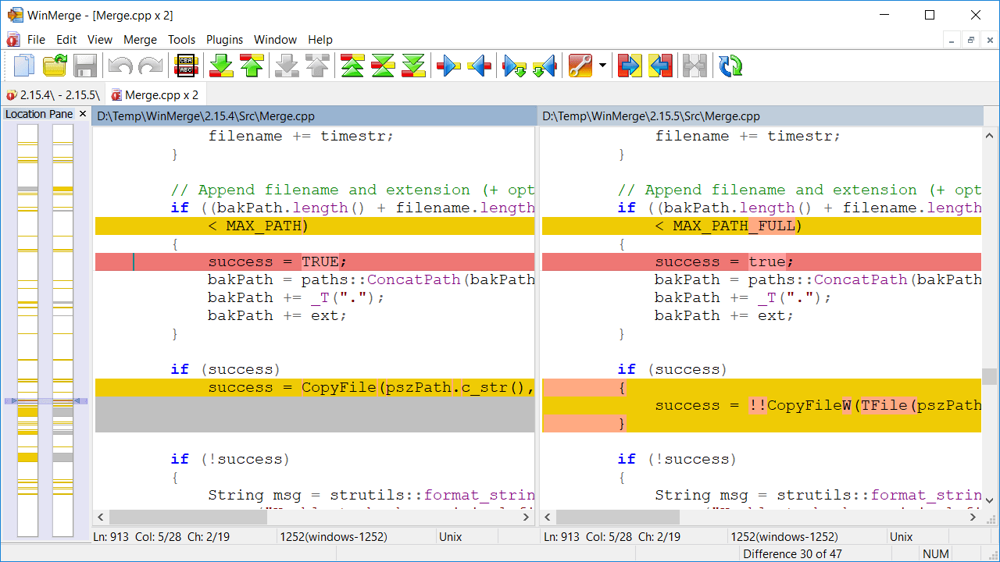 WinMerge - [Merge.cpp x 2]
File Edit View Merge Tools Plugins Window Help
CBA
ABC
2.15.4\ - 2.15.5\
Merge.cpp x 2
Location Pane
D:\Temp\WinMerge\2.15.4\Src\Merge.cpp
filename += timestr;
}
// Append filename and extension (+ opt
if ((bakPath.length() + filename.length
< MAX_PATH)
{
success = TRUE;
bakPath = paths::ConcatPath(bakPath
bakPath += _T(".");
bakPath += ext;
}
if (success)
success = CopyFile(pszPath.c_str(),
if (!success)
{
String msg = strutils::format_strin
Ln: 913 Col: 5/28 Ch: 2/19 1252(windows-1252) Unix
D:\Temp\WinMerge\2.15.5\Src\Merge.cpp
filename += timestr;
}
// Append filename and extension (+ opt
if ((bakPath.length() + filename.length
< MAX_PATH_FULL)
{
success = true;
bakPath = paths::ConcatPath(bakPath
bakPath += _T(".");
bakPath += ext;
}
if (success)
{
success = !!CopyFileW(TFile(pszPath
}
if (!success)
{
String msg = strutils::format_strin
Ln: 913 Col: 5/28 Ch: 2/19 1252(windows-1252) Unix
Difference 30 of 47 NUM